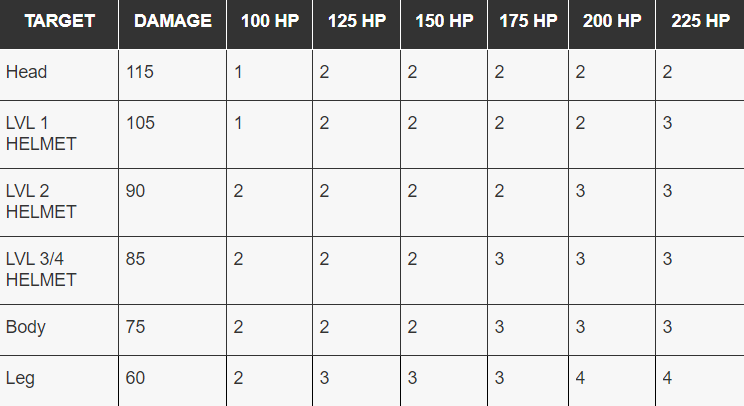 TARGET DAMAGE 100 HP 125 HP 150 HP 175 HP 200 HP 225 HP
Head 115 1 2 2 2 2 2
LVL 1 105 1 2 2 2 2 3
HELMET
LVL 2 90 2 2 2 2 3 3
HELMET
LVL 3/4 85 2 2 2 3 3 3
HELMET
Body 75 2 2 2 3 3 3
Leg 60 2 3 3 3 4 4